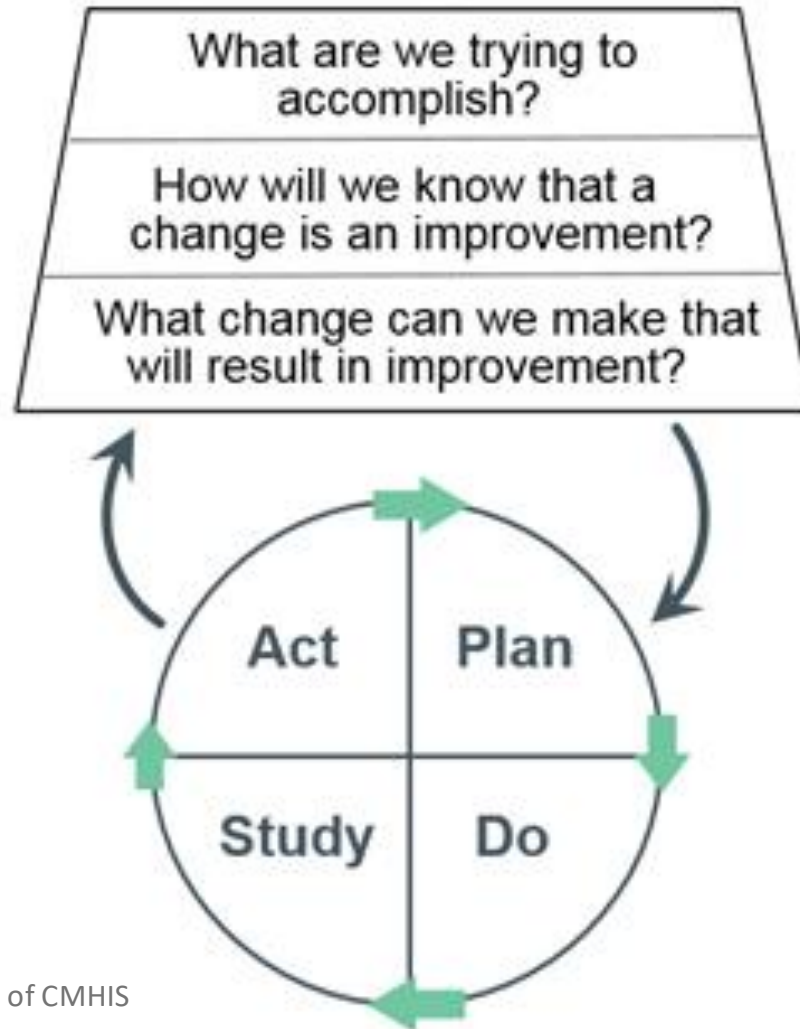 What are we trying to
accomplish?
How will we know that a
change is an improvement?
What change can we make that
will result in improvement?
Act
Plan
Study
Do
of CMHIS